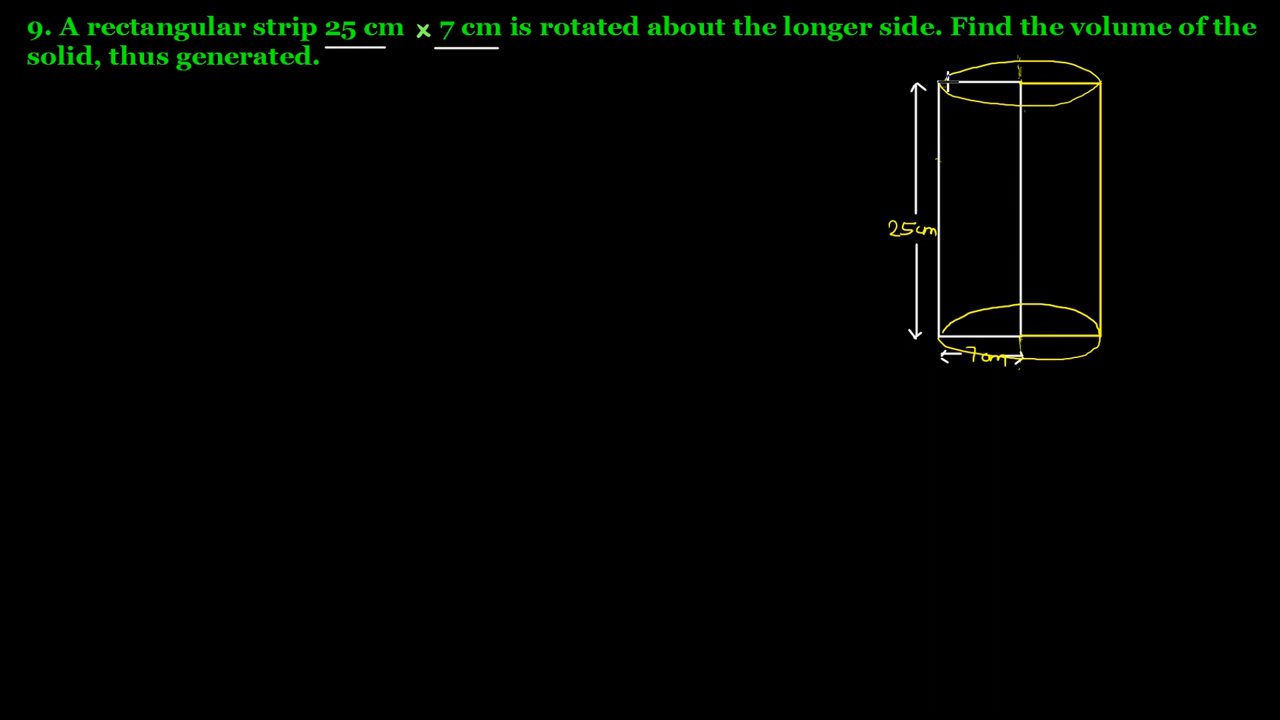 9. A rectangular strip 25 cm × 7 cm is rotated about the longer side. Find the volume of the
solid, thus generated.
25cm
7cm